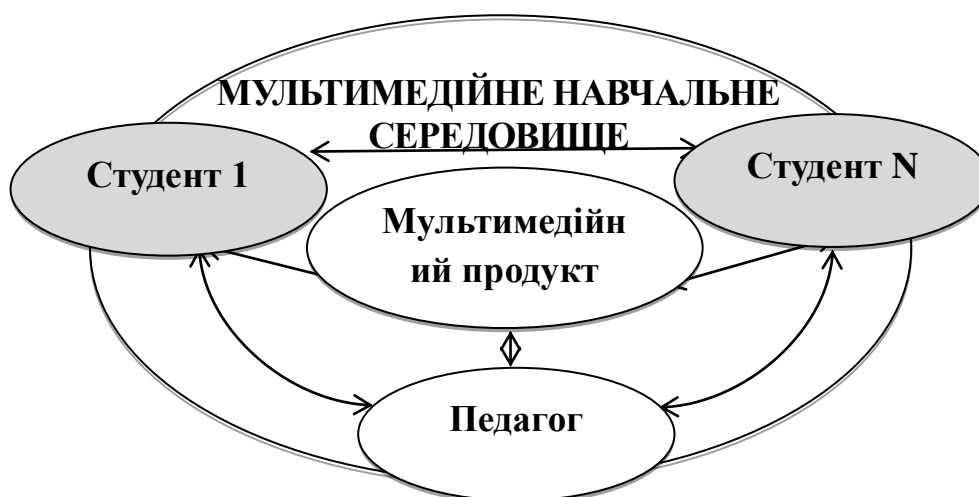 МУЛЬТИМЕДІЙНЕ НАВЧАЛЬНЕ
СЕРЕДОВИЩЕ
Студент 1
Студент N
Мультимедійн
ий продукт
Педагог